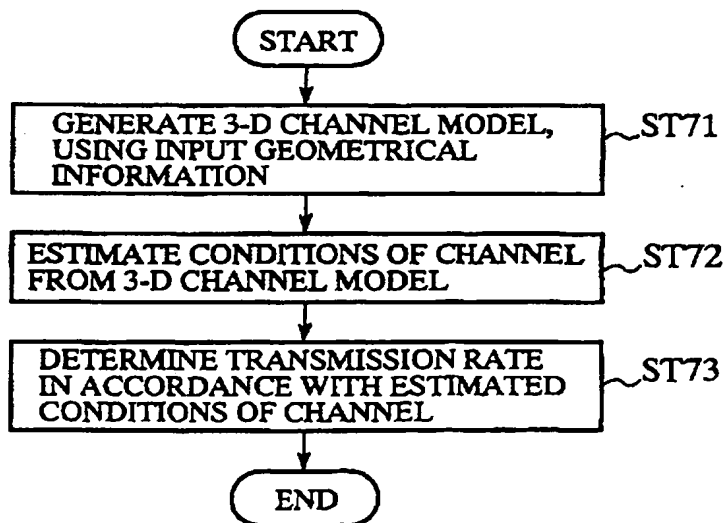 START
GENERATE 3-D CHANNEL MODEL,
USING INPUT GEOMETRICAL
INFORMATION
ST71
ESTIMATE CONDITIONS OF CHANNEL
FROM 3-D CHANNEL MODEL
ST72
DETERMINE TRANSMISSION RATE
IN ACCORDANCE WITH ESTIMATED
CONDITIONS OF CHANNEL
ST73
END